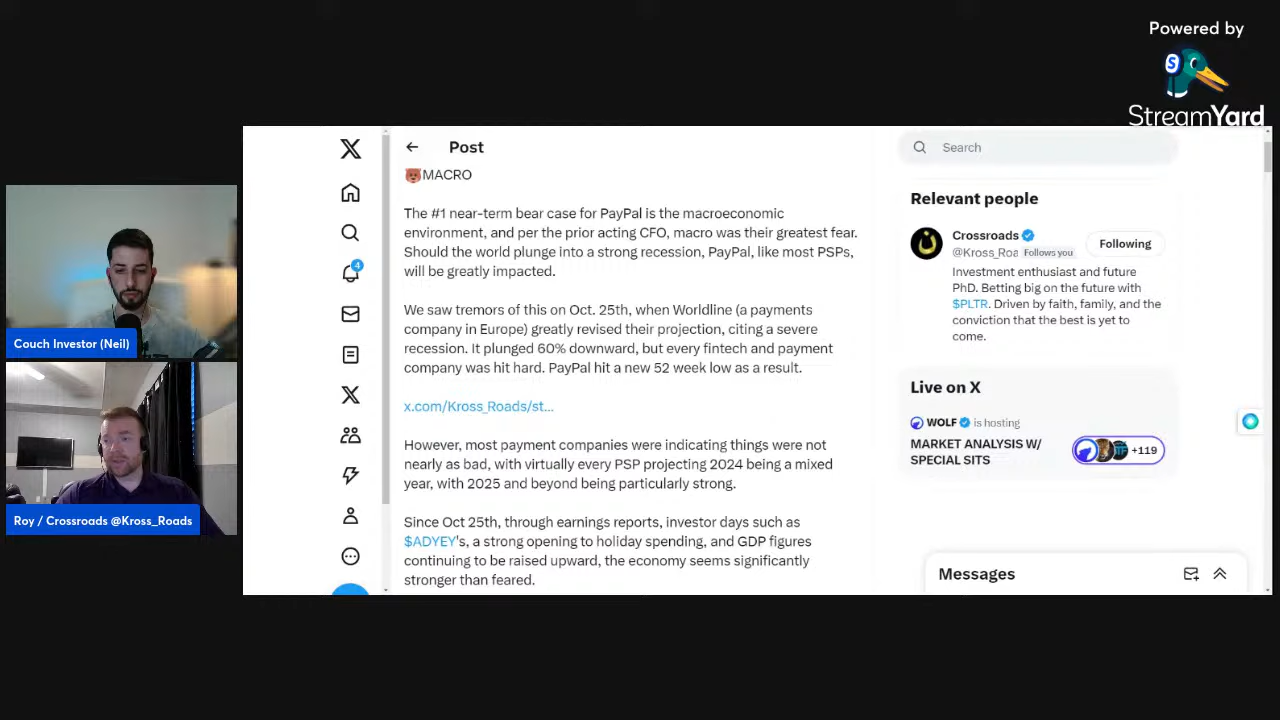 Powered by
StreamYard
Couch Investor (Neil)
Roy / Crossroads @Kross_Roads
4
Post
🐻MACRO
The #1 near-term bear case for PayPal is the macroeconomic
environment, and per the prior acting CFO, macro was their greatest fear.
Should the world plunge into a strong recession, PayPal, like most PSPs,
will be greatly impacted.
We saw tremors of this on Oct. 25th, when Worldline (a payments
company in Europe) greatly revised their projection, citing a severe
recession. It plunged 60% downward, but every fintech and payment
company was hit hard. PayPal hit a new 52 week low as a result.
x.com/Kross_Roads/st...
However, most payment companies were indicating things were not
nearly as bad, with virtually every PSP projecting 2024 being a mixed
year, with 2025 and beyond being particularly strong.
Since Oct 25th, through earnings reports, investor days such as
$ADYEY's, a strong opening to holiday spending, and GDP figures
continuing to be raised upward, the economy seems significantly
stronger than feared.
Search
Relevant people
Crossroads
@Kross_Roa Follows you
Following
Investment enthusiast and future
PhD. Betting big on the future with
$PLTR. Driven by faith, family, and the
conviction that the best is yet to
come.
Live on X
WOLF is hosting
MARKET ANALYSIS W/
SPECIAL SITS
+119
Messages